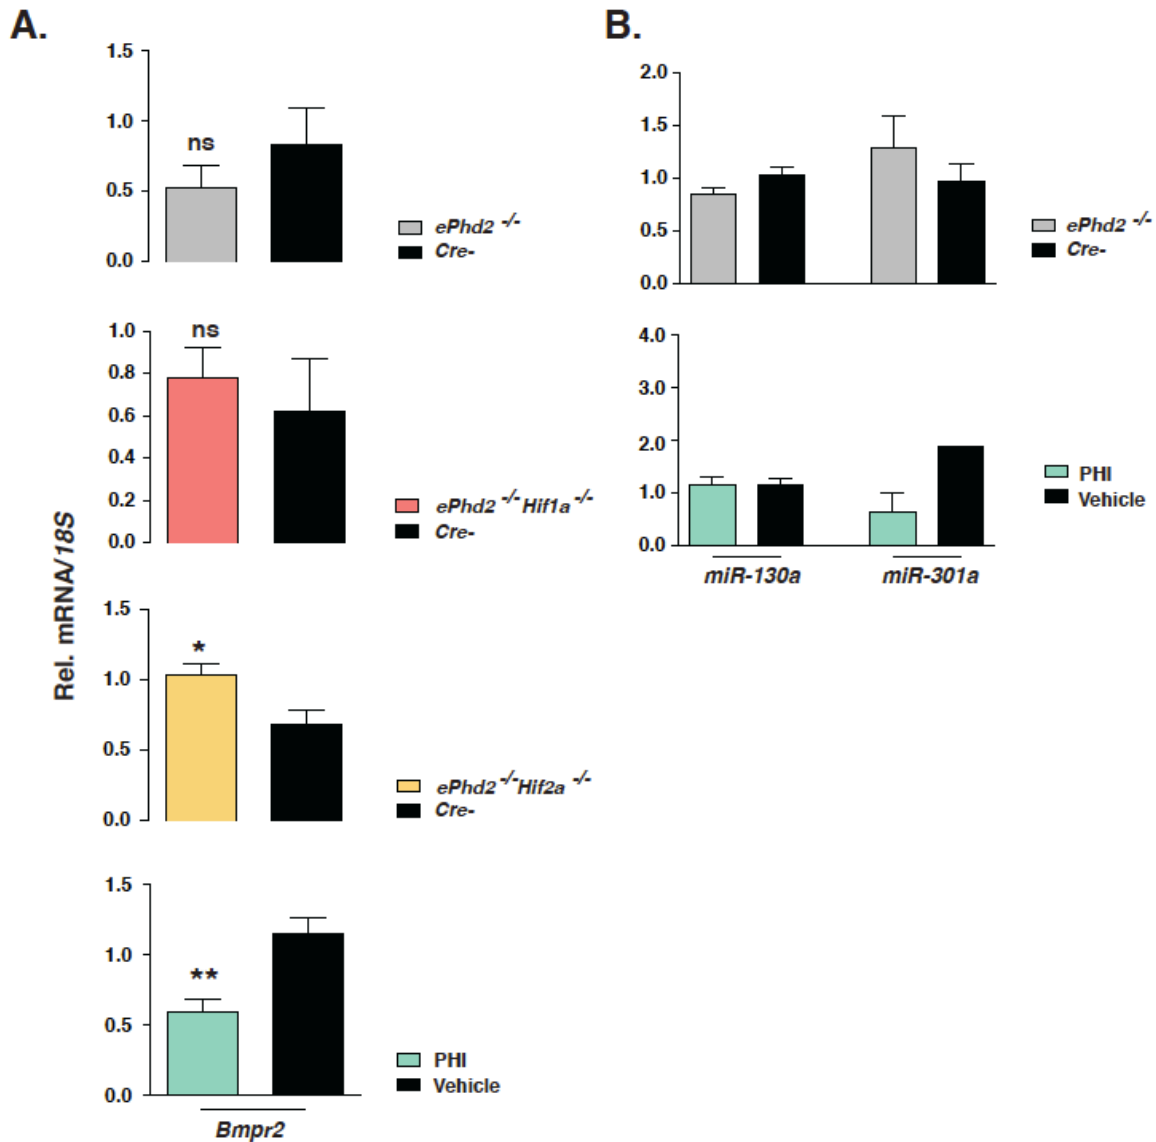 A.
1.5
1.0
0.5
0.0
ns
ePhd2 -/-
Cre-
1.0
0.8
0.6
0.4
0.2
0.0
ns
ePhd2 -/- Hif1a -/-
Cre-
Rel. mRNA/18S
1.5
1.0
0.5
0.0
*
ePhd2 -/- Hif2a -/-
Cre-
1.5
1.0
0.5
0.0
**
PHI
Vehicle
Bmpr2
B.
2.0
1.5
1.0
0.5
0.0
ePhd2 -/-
Cre-
4.0
3.0
2.0
1.0
0.0
PHI
Vehicle
miR-130a miR-301a